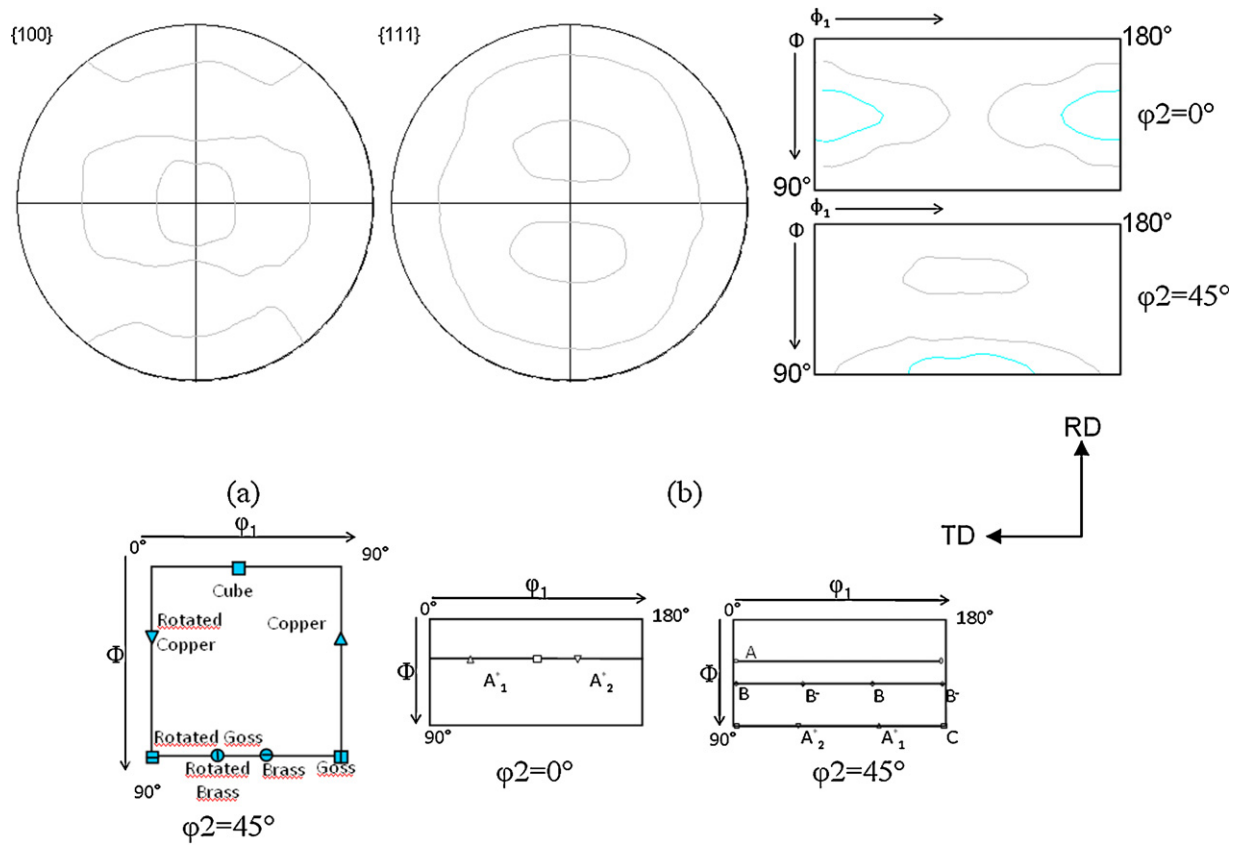 {100}
{111}
ϕ1
180°
Φ
φ2=0°
90°
ϕ1
180°
Φ
φ2=45°
90°
RD
TD
(a)
(b)
φ1
0°
90°
Cube
Rotated
Copper
Copper
Φ
Rotated Goss
Rotated
Brass
Brass
Goss
90°
φ2=45°
φ1
0°
180°
Φ
A*1
A*2
90°
φ2=0°
φ1
0°
180°
A
Φ
B
B-
B
B-
90°
A*2
A*1
C
φ2=45°